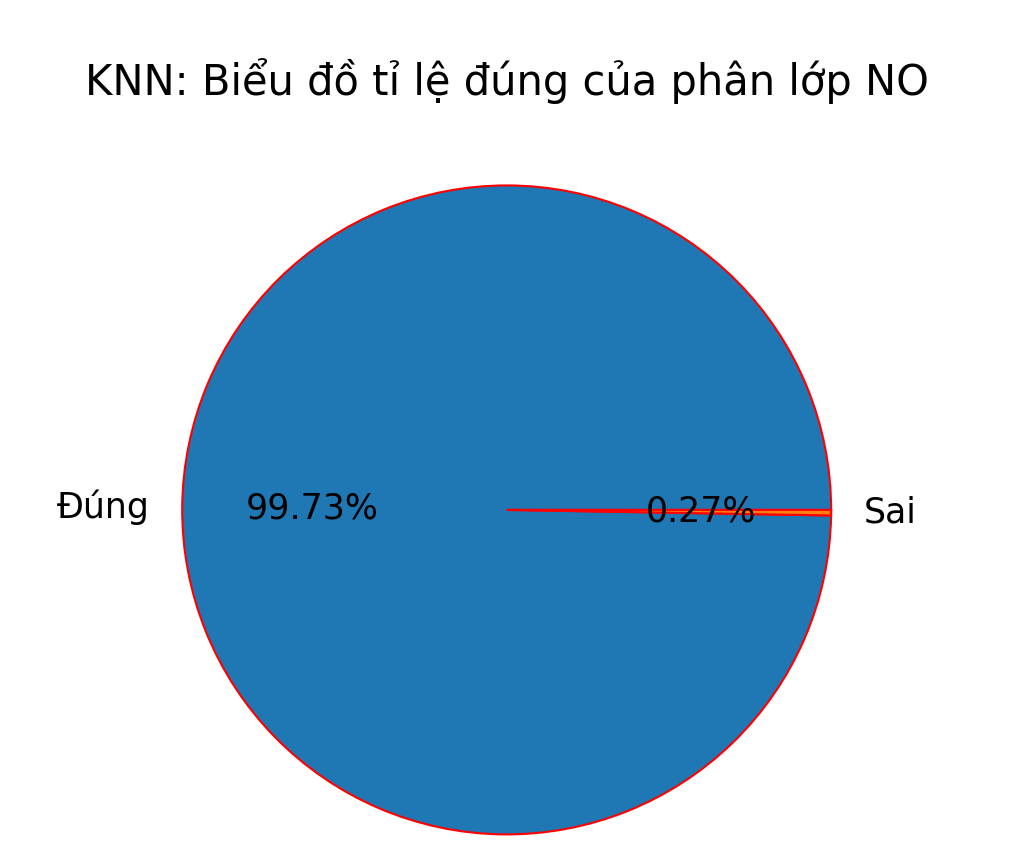 KNN: Biểu đồ tỉ lệ đúng của phân lớp NO
Đúng
99.73%
0.27%
Sai